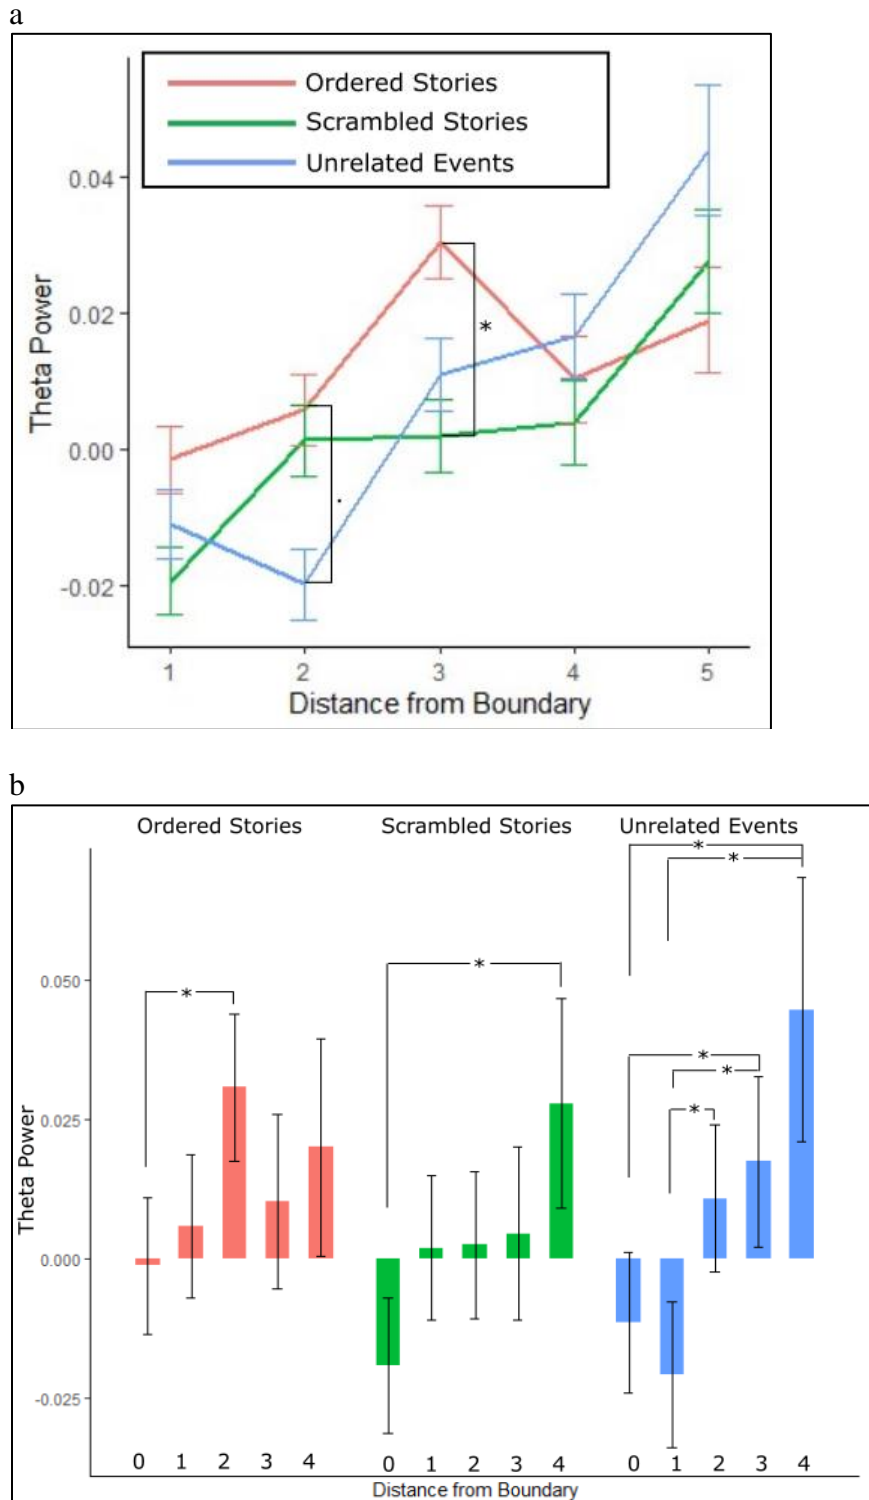 a
Ordered Stories
Scrambled Stories
Unrelated Events
0.04
0.02
0.00
-0.02
Theta Power
*
.
1 2 3 4 5
Distance from Boundary
b
Ordered Stories Scrambled Stories Unrelated Events
* *
*
* *
* *
*
0.050
0.025
0.000
-0.025
Theta Power
0 1 2 3 4 0 1 2 3 4 0 1 2 3 4
Distance from Boundary